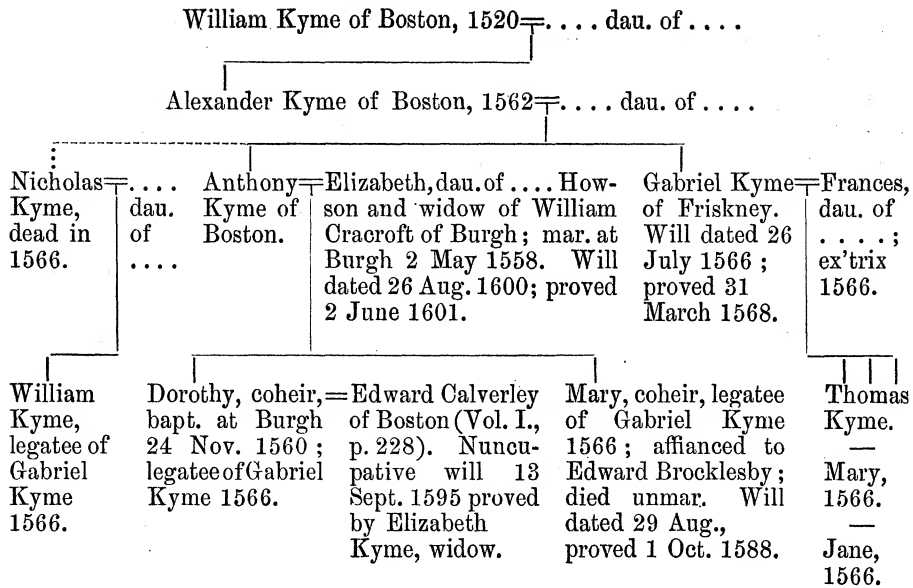 William Kyme of Boston, 1520=.... dau. of ....
Alexander Kyme of Boston, 1562=.... dau. of ....
Nicholas=....
Kyme, dau.
dead in of
1566. ....
Anthony=Elizabeth, dau. of .... How-
Kyme of son and widow of William
Boston. Cracroft of Burgh; mar. at
Burgh 2 May 1558. Will
dated 26 Aug. 1600; proved
2 June 1601.
Gabriel Kyme=Frances,
of Friskney. dau. of
Will dated 26 ....;
July 1566; ex'trix
proved 31 1566.
March 1568.
William
Kyme,
legatee of
Gabriel
Kyme
1566.
Dorothy, coheir,=Edward Calverley
bapt. at Burgh of Boston (Vol. I.,
24 Nov. 1560; p. 228). Nuncu-
legatee of Gabriel pative will 13
Kyme 1566. Sept. 1595 proved
by Elizabeth
Kyme, widow.
Mary, coheir, legatee
of Gabriel Kyme
1566; affianced to
Edward Brocklesby;
died unmar. Will
dated 29 Aug.,
proved 1 Oct. 1588.
Thomas
Kyme.
—
Mary,
1566.
—
Jane,
1566.